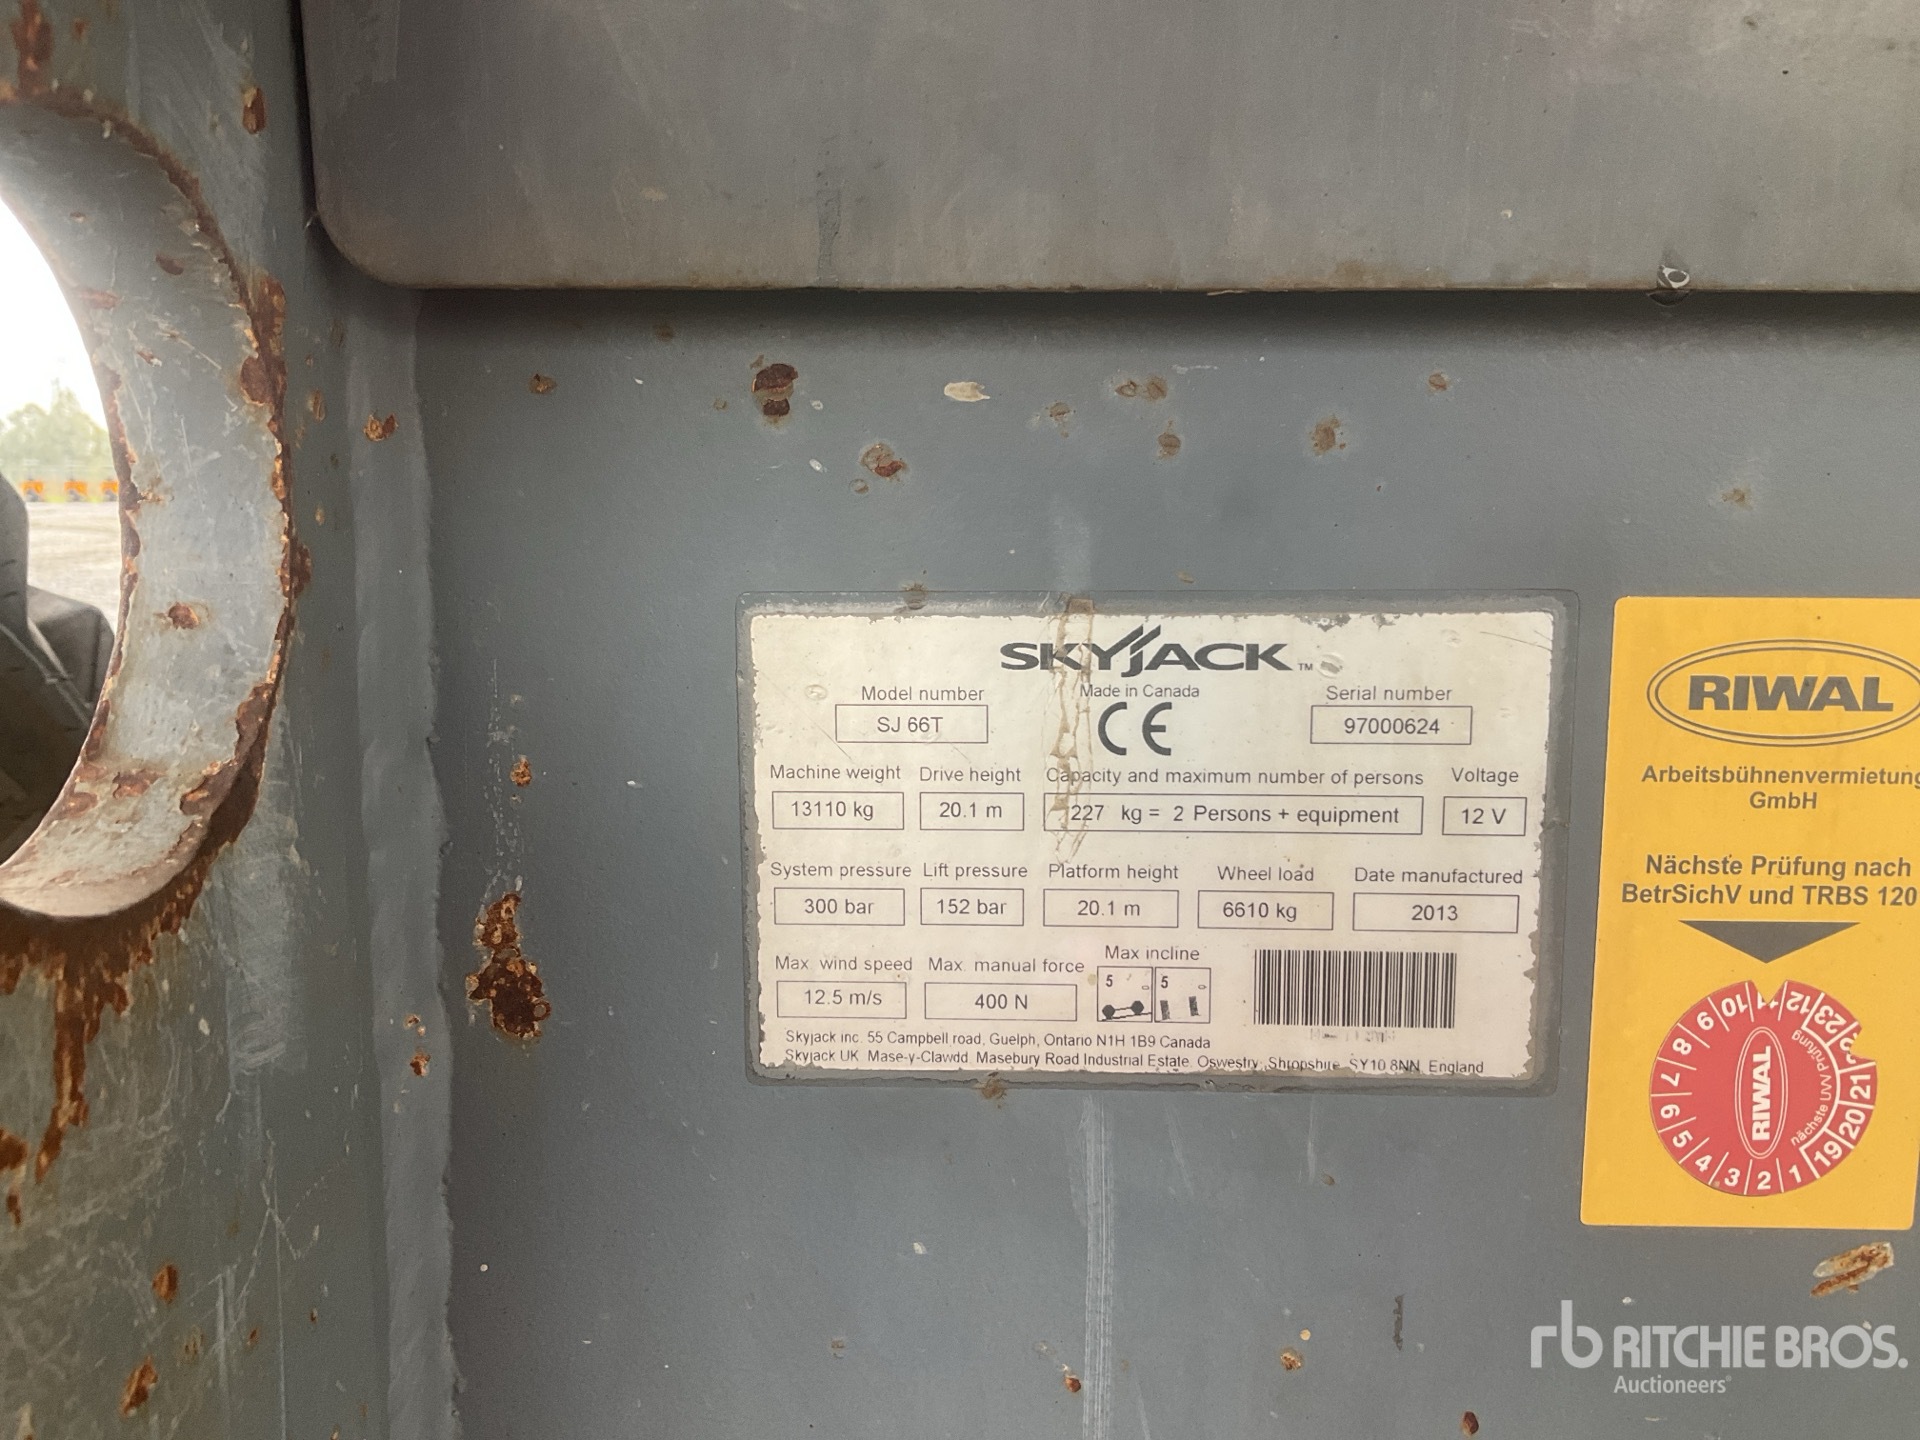 SKYJACK™
Model number
Made in Canada
Serial number
SJ 66T
CE
97000624
Machine weight
Drive height
Capacity and maximum number of persons
Voltage
13110 kg
20.1 m
227 kg = 2 Persons + equipment
12 V
System pressure
Lift pressure
Platform height
Wheel load
Date manufactured
300 bar
152 bar
20.1 m
6610 kg
2013
Max. wind speed
Max. manual force
Max incline
12.5 m/s
400 N
5
5
Skyjack inc. 55 Campbell road, Guelph, Ontario N1H 1B9 Canada
Skyjack UK. Mase-y-Clawdd. Masebury Road Industrial Estate. Oswestry, Shropshire. SY10 8NN, England
RIWAL
Arbeitsbühnenvermietung
GmbH
Nächste Prüfung nach
BetrSichV und TRBS 120
RIWAL
nächste UVV Prüfung
1 2 3 4 5 6 7 8 9 10 11 12
19 20 21 23
rb RITCHIE BROS.
Auctioneers